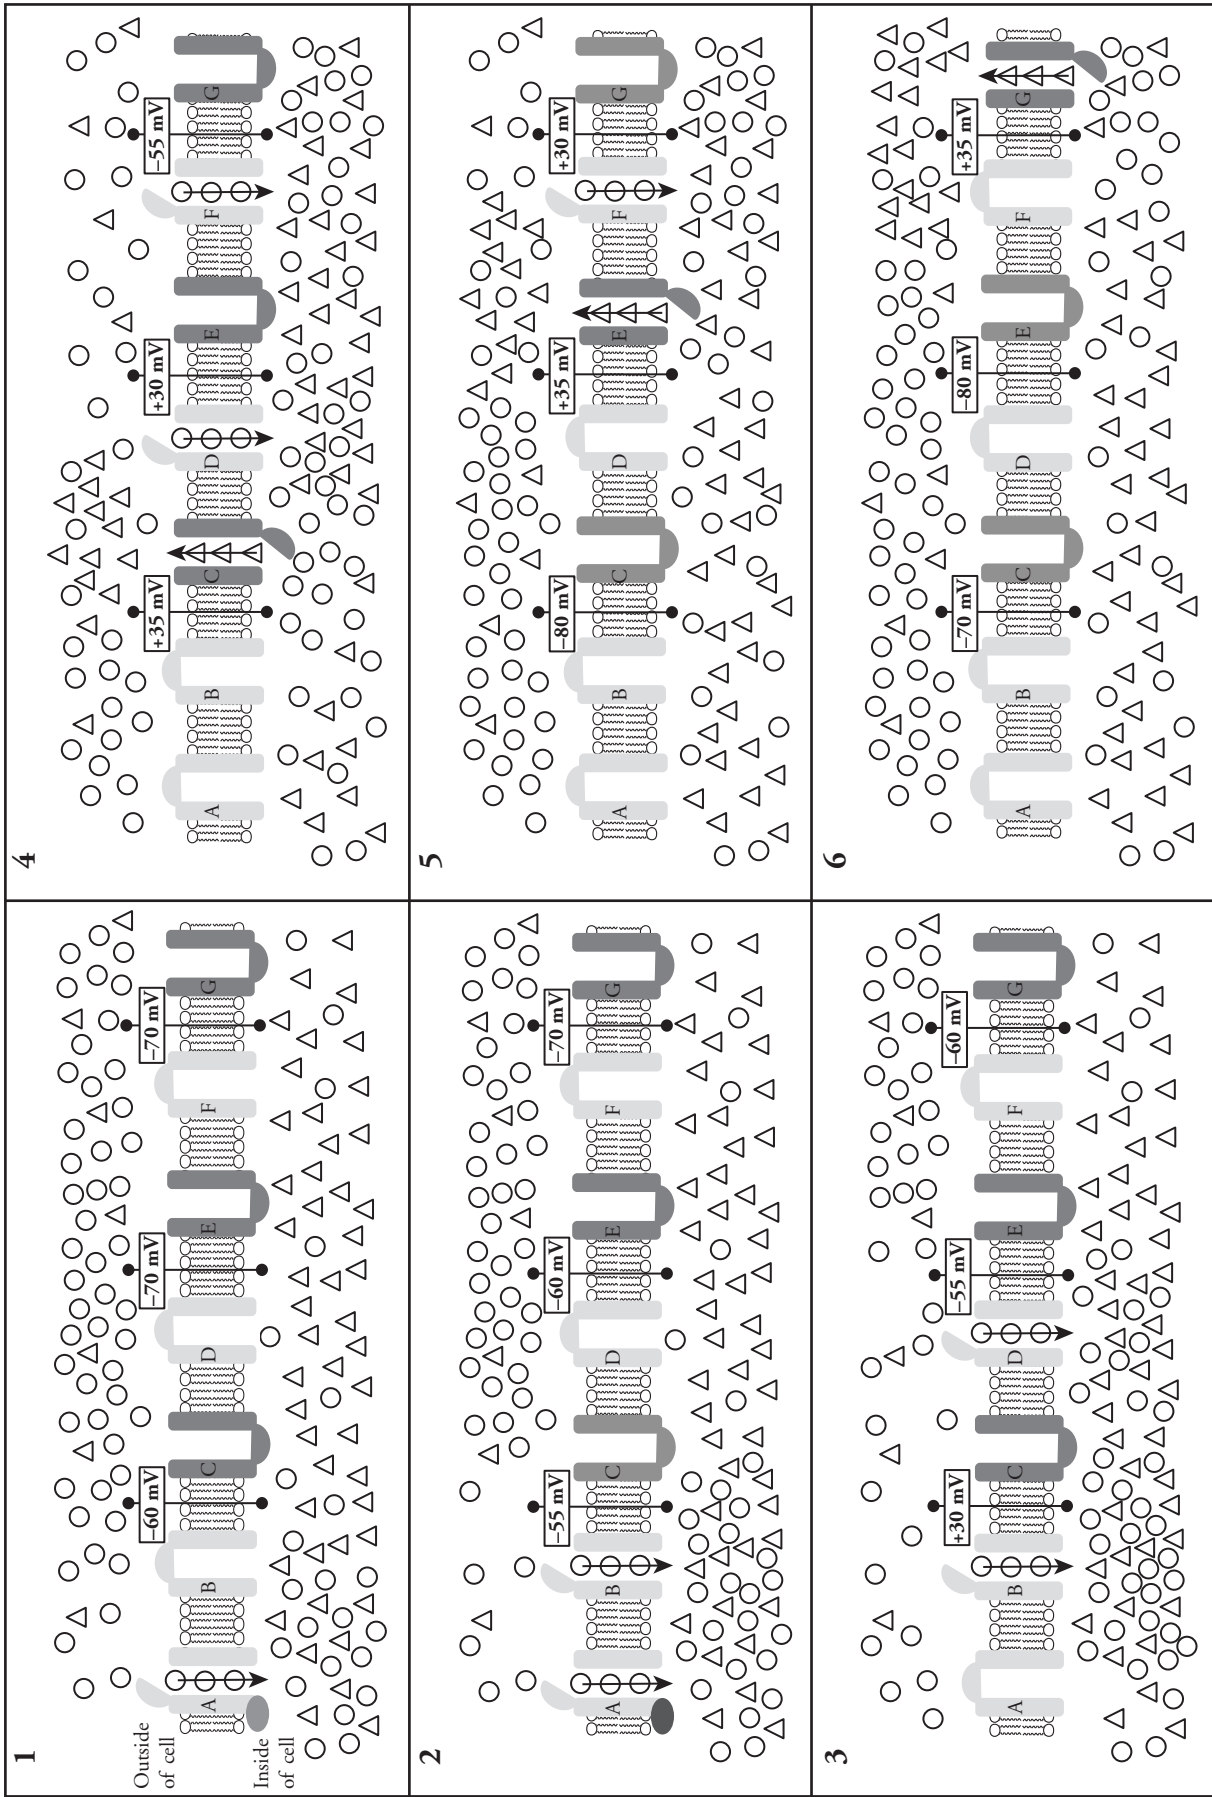 1
Outside
of cell
Inside
of cell
–60 mV
–70 mV
–70 mV
A
B
C
D
E
F
G
2
–55 mV
–60 mV
–70 mV
A
B
C
D
E
F
G
3
+30 mV
–55 mV
–60 mV
A
B
C
D
E
F
G
4
+35 mV
+30 mV
–55 mV
A
B
C
D
E
F
G
5
–80 mV
+35 mV
+30 mV
A
B
C
D
E
F
G
6
–70 mV
–80 mV
+35 mV
A
B
C
D
E
F
G